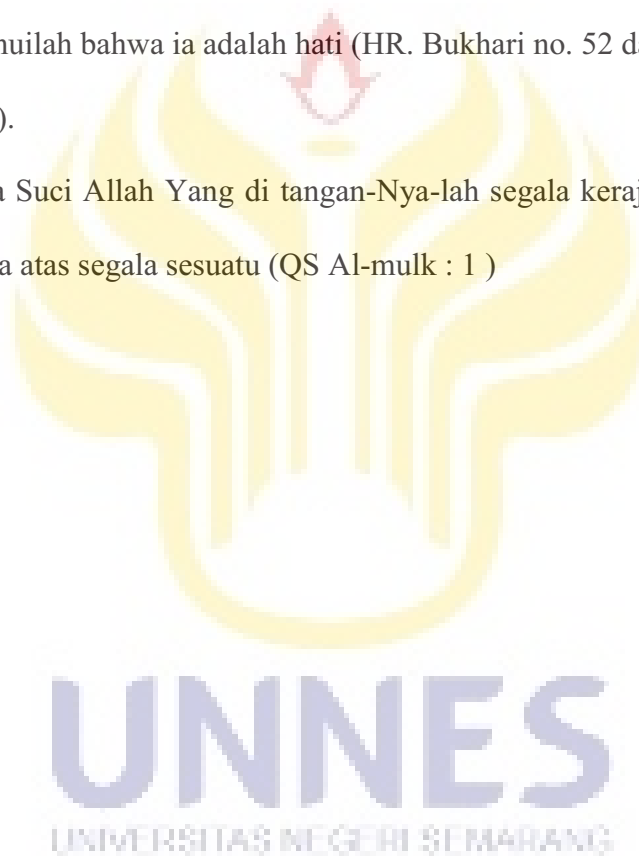 nuilah bahwa ia adalah hati (HR. Bukhari no. 52 da
).
a Suci Allah Yang di tangan-Nya-lah segala keraj
a atas segala sesuatu (QS Al-mulk : 1 )
UNNES
UNIVERSITAS NEGERI SEMARANG